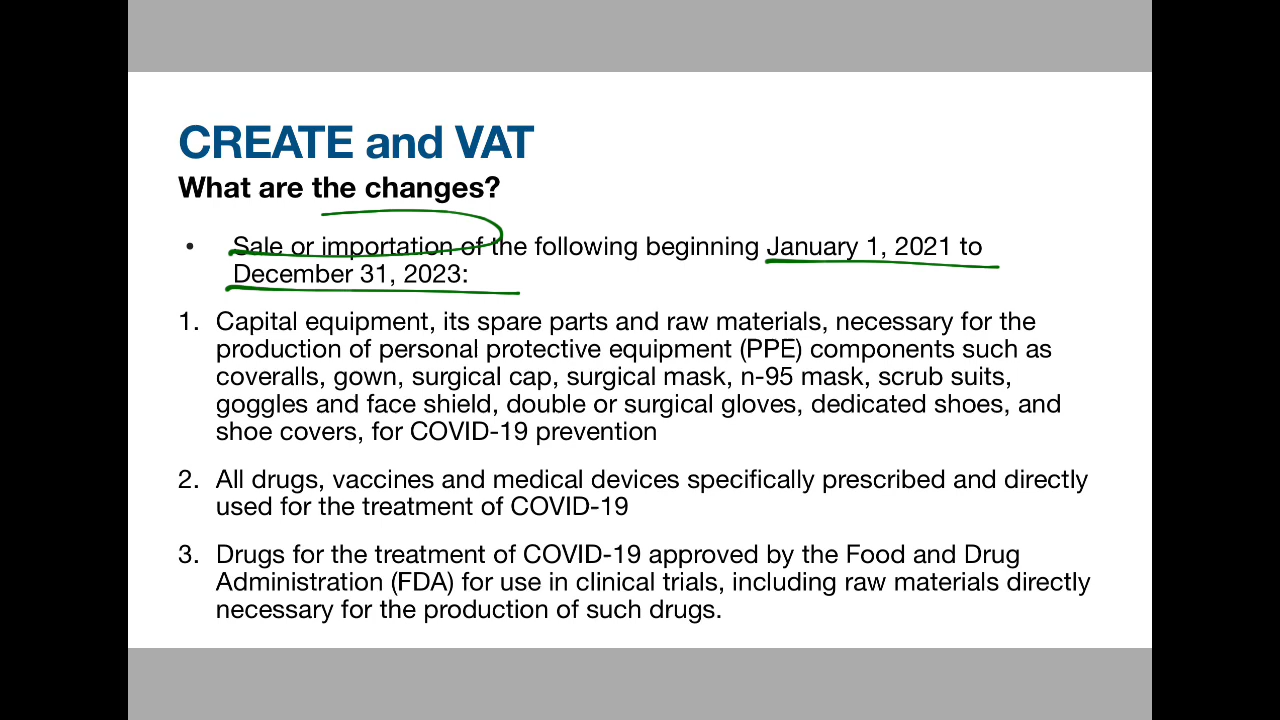 CREATE and VAT
What are the changes?
• Sale or importation of the following beginning January 1, 2021 to
December 31, 2023:
1. Capital equipment, its spare parts and raw materials, necessary for the
production of personal protective equipment (PPE) components such as
coveralls, gown, surgical cap, surgical mask, n-95 mask, scrub suits,
goggles and face shield, double or surgical gloves, dedicated shoes, and
shoe covers, for COVID-19 prevention
2. All drugs, vaccines and medical devices specifically prescribed and directly
used for the treatment of COVID-19
3. Drugs for the treatment of COVID-19 approved by the Food and Drug
Administration (FDA) for use in clinical trials, including raw materials directly
necessary for the production of such drugs.